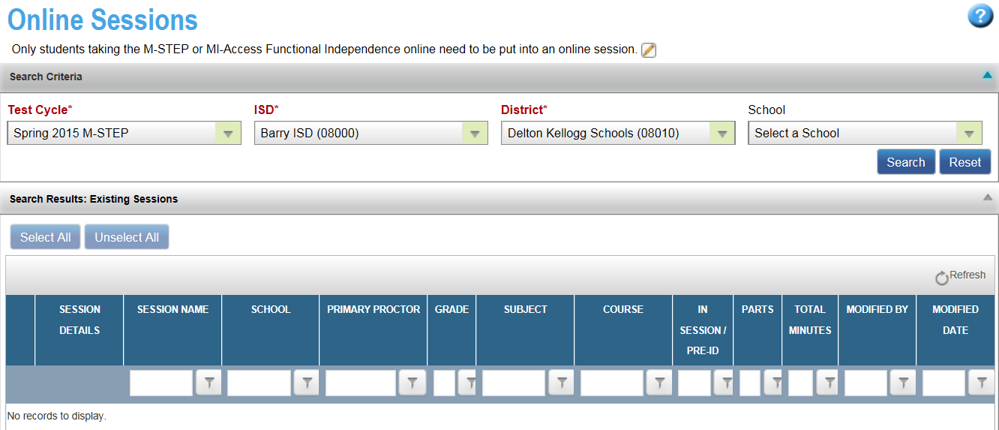 Online Sessions
?
Only students taking the M-STEP or MI-Access Functional Independence online need to be put into an online session.
Search Criteria
Test Cycle* ISD* District* School
Spring 2015 M-STEP Barry ISD (08000) Delton Kellogg Schools (08010) Select a School
Search Reset
Search Results: Existing Sessions
Select All Unselect All
Refresh
SESSION DETAILS SESSION NAME SCHOOL PRIMARY PROCTOR GRADE SUBJECT COURSE IN SESSION / PRE-ID PARTS TOTAL MINUTES MODIFIED BY MODIFIED DATE
No records to display.